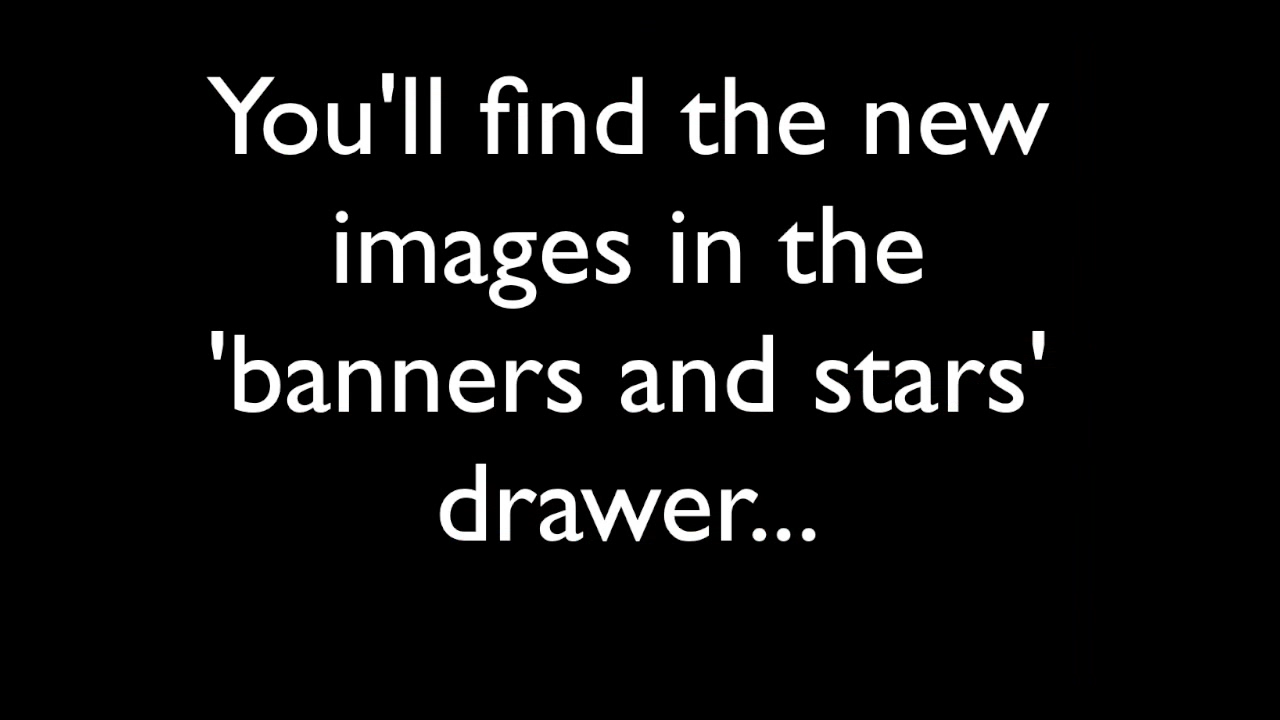 You'll find the new
images in the
'banners and stars'
drawer...